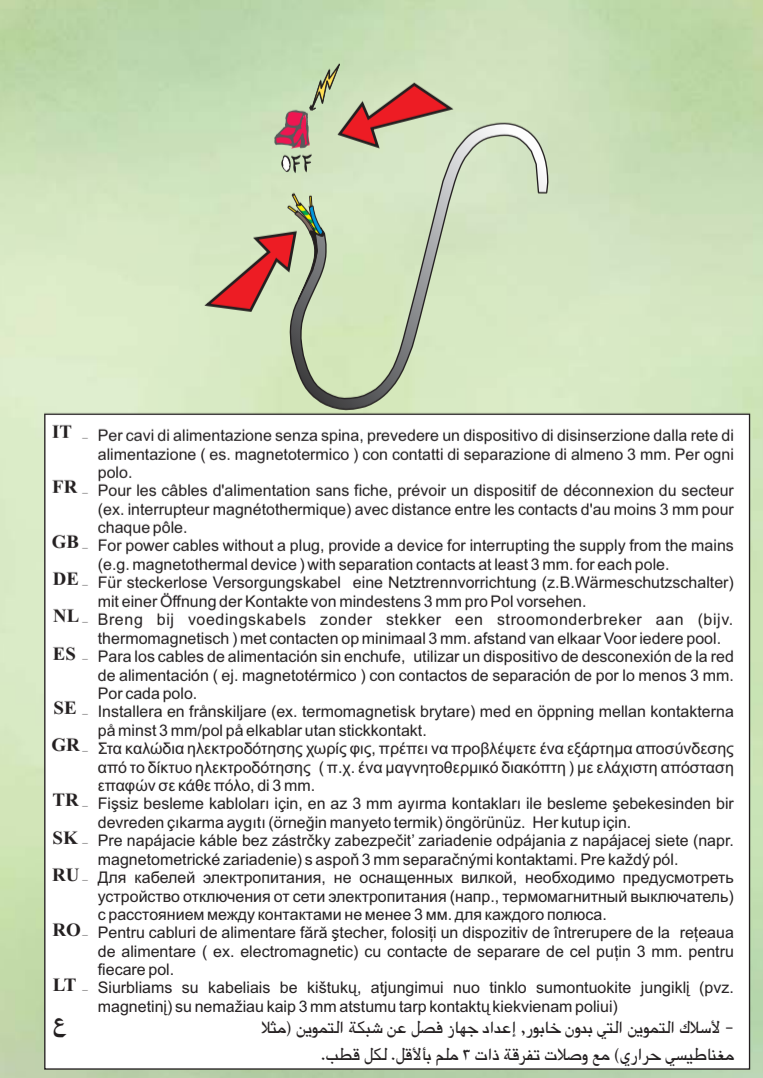 OFF
IT - Per cavi di alimentazione senza spina, prevedere un dispositivo di disinserzione dalla rete di
alimentazione ( es. magnetotermico ) con contatti di separazione di almeno 3 mm. Per ogni
polo.
FR - Pour les câbles d'alimentation sans fiche, prévoir un dispositif de déconnexion du secteur
(ex. interrupteur magnétothermique) avec distance entre les contacts d'au moins 3 mm pour
chaque pôle.
GB - For power cables without a plug, provide a device for interrupting the supply from the mains
(e.g. magnetothermal device ) with separation contacts at least 3 mm. for each pole.
DE - Für steckerlose Versorgungskabel eine Netztrennvorrichtung (z.B.Wärmeschutzschalter)
mit einer Öffnung der Kontakte von mindestens 3 mm pro Pol vorsehen.
NL - Breng bij voedingskabels zonder stekker een stroomonderbreker aan (bijv.
thermomagnetisch ) met contacten op minimaal 3 mm. afstand van elkaar Voor iedere pool.
ES - Para los cables de alimentación sin enchufe, utilizar un dispositivo de desconexión de la red
de alimentación ( ej. magnetotérmico ) con contactos de separación de por lo menos 3 mm.
Por cada polo.
SE - Installera en frånskiljare (ex. termomagnetisk brytare) med en öppning mellan kontakterna
på minst 3 mm/pol på elkablar utan stickkontakt.
GR - Στα καλώδια ηλεκτροδότησης χωρίς φις, πρέπει να προβλέψετε ένα εξάρτημα αποσύνδεσης
από το δίκτυο ηλεκτροδότησης ( π.χ. ένα μαγνητοθερμικό διακόπτη ) με ελάχιστη απόσταση
επαφών σε κάθε πόλο, di 3 mm.
TR - Fişsiz besleme kabloları için, en az 3 mm ayırma kontakları ile besleme şebekesinden bir
devreden çıkarma aygıtı (örneğin manyeto termik) öngörünüz. Her kutup için.
SK - Pre napájacie káble bez zástrčky zabezpečit' zariadenie odpájania z napájacej siete (napr.
magnetometrické zariadenie) s aspoň 3 mm separačnými kontaktami. Pre každý pól.
RU - Для кабелей электропитания, не оснащенных вилкой, необходимо предусмотреть
устройство отключения от сети электропитания (напр., термомагнитный выключатель)
с расстоянием между контактами не менее 3 мм. для каждого полюса.
RO - Pentru cabluri de alimentare fără ştecher, folosiţi un dispozitiv de întrerupere de la reţeaua
de alimentare ( ex. electromagnetic) cu contacte de separare de cel puţin 3 mm. pentru
fiecare pol.
LT - Siurbliams su kabeliais be kištukų, atjungimui nuo tinklo sumontuokite jungiklį (pvz.
magnetinį) su nemažiau kaip 3 mm atstumu tarp kontaktų kiekvienam poliui)
ع - لأسلاك التموين التي بدون خابور, إعداد جهاز فصل عن شبكة التموين (مثلا
مغناطيسي حراري) مع وصلات تفرقة ذات ٣ ملم بألأقل. لكل قطب.